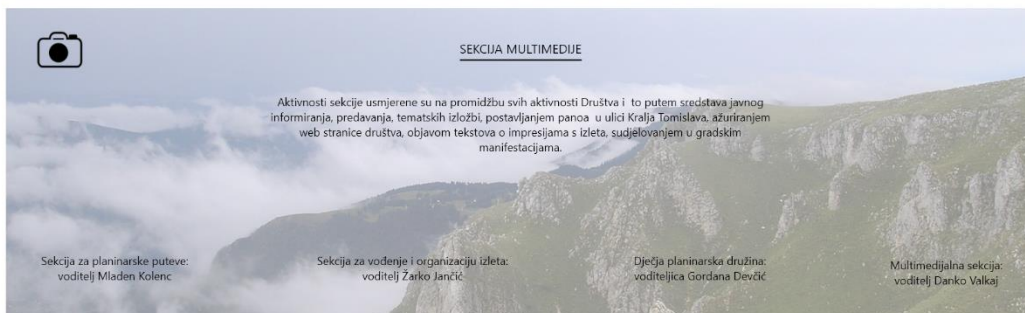 SEKCIJA MULTIMEDIJE
Aktivnosti sekcije usmjerene su na promidžbu svih aktivnosti Društva i to putem sredstava javnog
informiranja, predavanja, tematskih izložbi, postavljanjem panoa u ulici Kralja Tomislava, ažuriranjem
web stranice društva, objavom tekstova o impresijama s izleta, sudjelovanjem u gradskim
manifestacijama.
Sekcija za planinarske puteve:
voditelj Mladen Kolenc
Sekcija za vođenje i organizaciju izleta:
voditelj Žarko Jančić
Dječja planinarska družina:
voditeljica Gordana Devčić
Multimedijalna sekcija:
voditelj Danko Valkaj